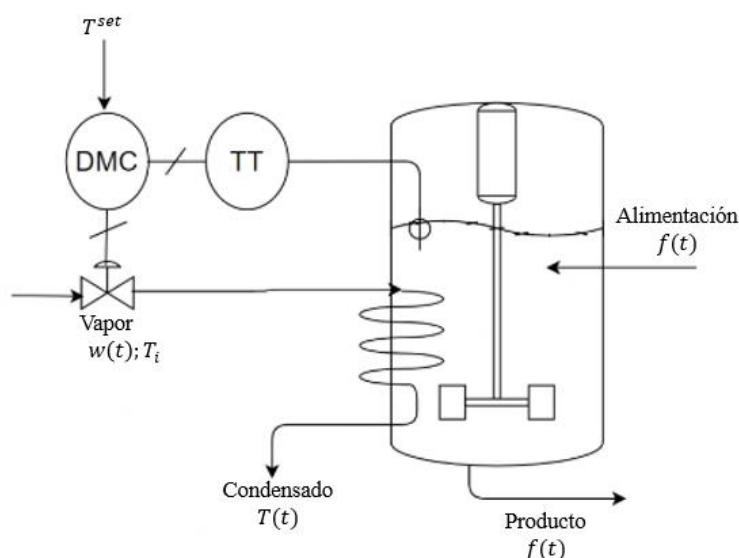 T^set
DMC
TT
Alimentación
f(t)
Vapor
w(t); T_i
Condensado
T(t)
Producto
f(t)